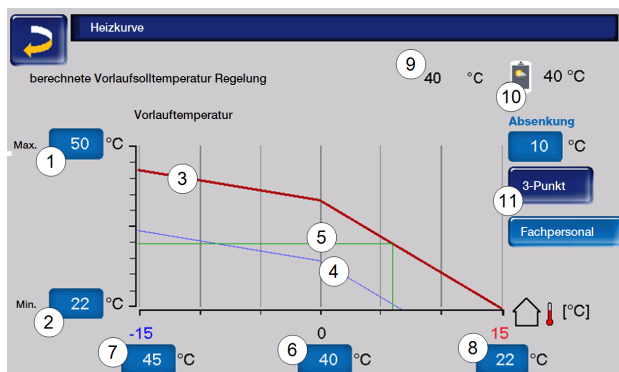 Heizkurve
berechnete Vorlaufsolltemperatur Regelung
9
40 °C
10
40 °C
Vorlauftemperatur
Absenkung
Max. 50 °C
1
10 °C
3
3-Punkt
11
5
Fachpersonal
4
Min. 22 °C
2
[°C]
-15
0
15
7
45 °C
6
40 °C
8
22 °C